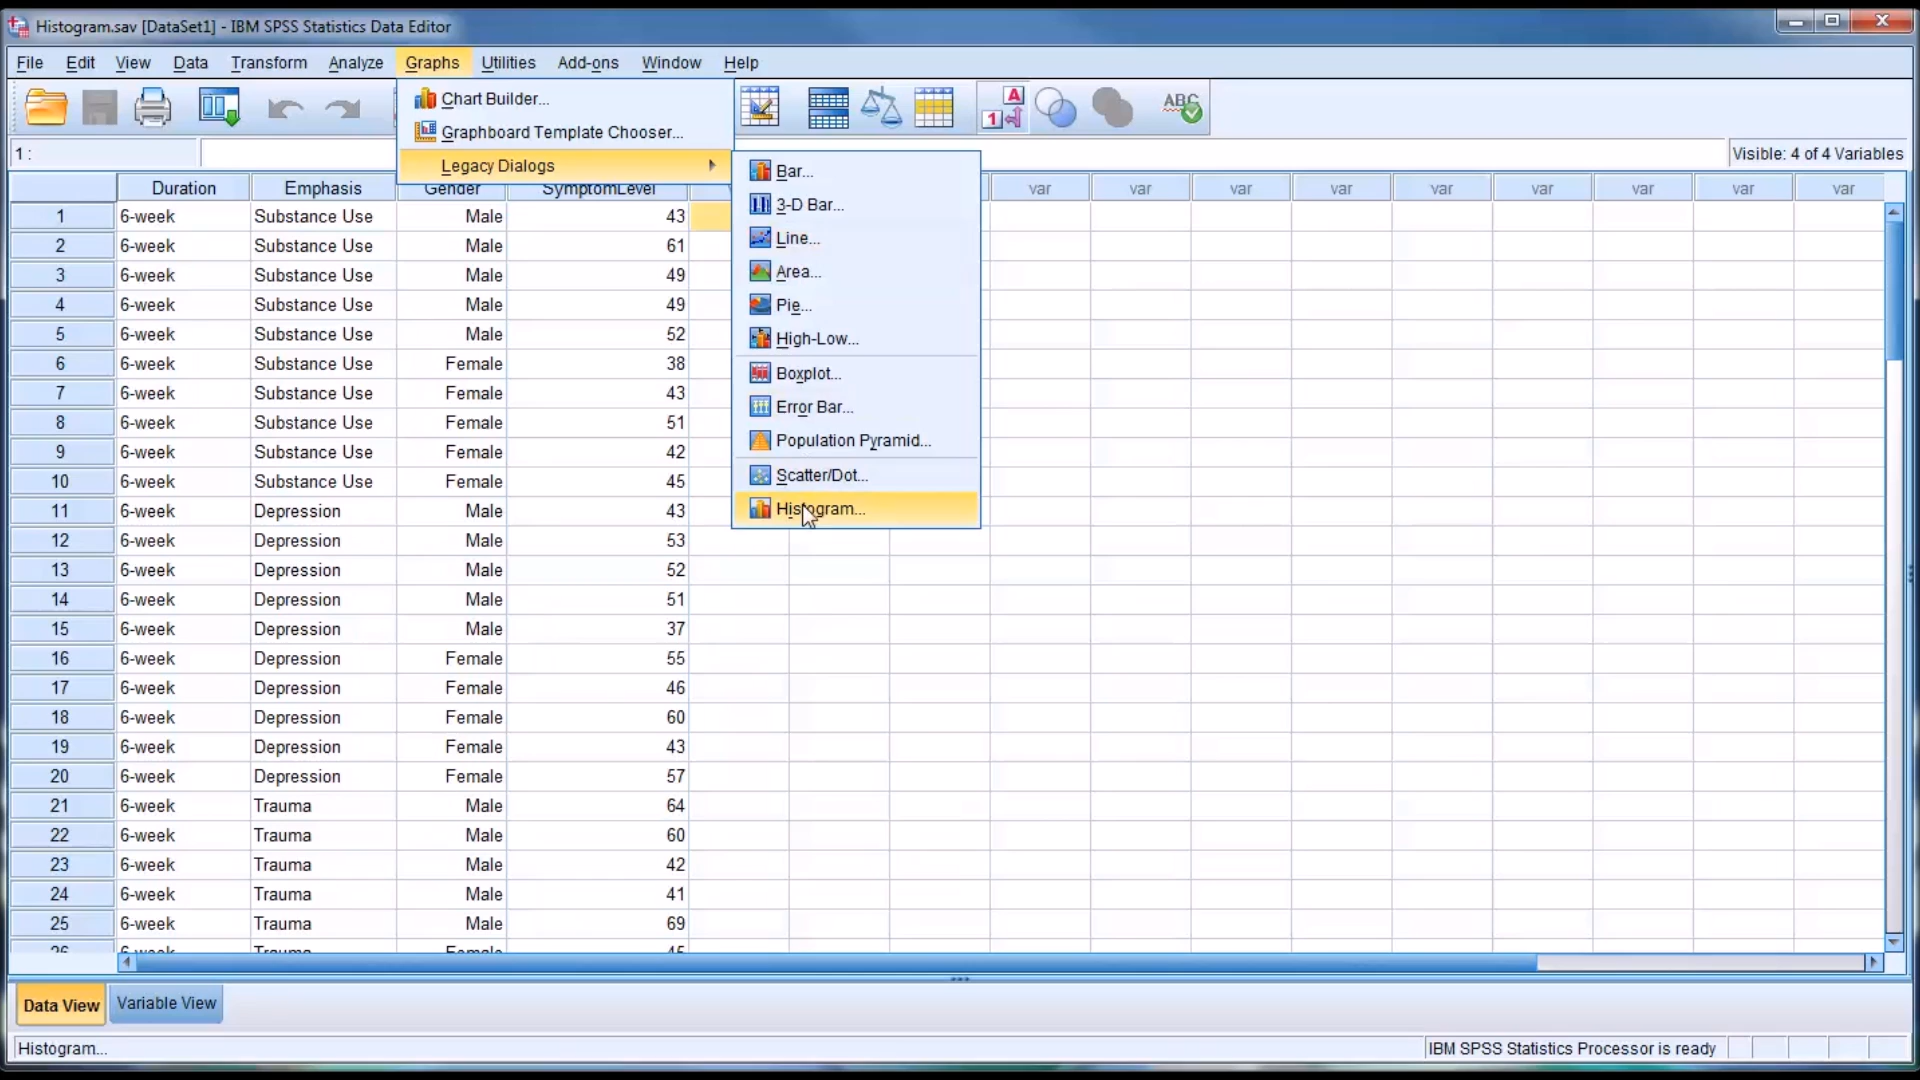 Histogram.sav [DataSet1] - IBM SPSS Statistics Data Editor
File Edit View Data Transform Analyze Graphs Utilities Add-ons Window Help
Chart Builder...
Graphboard Template Chooser...
Legacy Dialogs
A
1
ABC
1 :
Visible: 4 of 4 Variables
Bar...
3-D Bar...
Line...
Area...
Pie...
High-Low...
Boxplot...
Error Bar...
Population Pyramid...
Scatter/Dot...
Histogram...
Duration Emphasis Gender SymptomLevel var var var var var var var var var
1 6-week Substance Use Male 43
2 6-week Substance Use Male 61
3 6-week Substance Use Male 49
4 6-week Substance Use Male 49
5 6-week Substance Use Male 52
6 6-week Substance Use Female 38
7 6-week Substance Use Female 43
8 6-week Substance Use Female 51
9 6-week Substance Use Female 42
10 6-week Substance Use Female 45
11 6-week Depression Male 43
12 6-week Depression Male 53
13 6-week Depression Male 52
14 6-week Depression Male 51
15 6-week Depression Male 37
16 6-week Depression Female 55
17 6-week Depression Female 46
18 6-week Depression Female 60
19 6-week Depression Female 43
20 6-week Depression Female 57
21 6-week Trauma Male 64
22 6-week Trauma Male 60
23 6-week Trauma Male 42
24 6-week Trauma Male 41
25 6-week Trauma Male 69
26 6-week Trauma Female 45
Data View Variable View
Histogram...
IBM SPSS Statistics Processor is ready